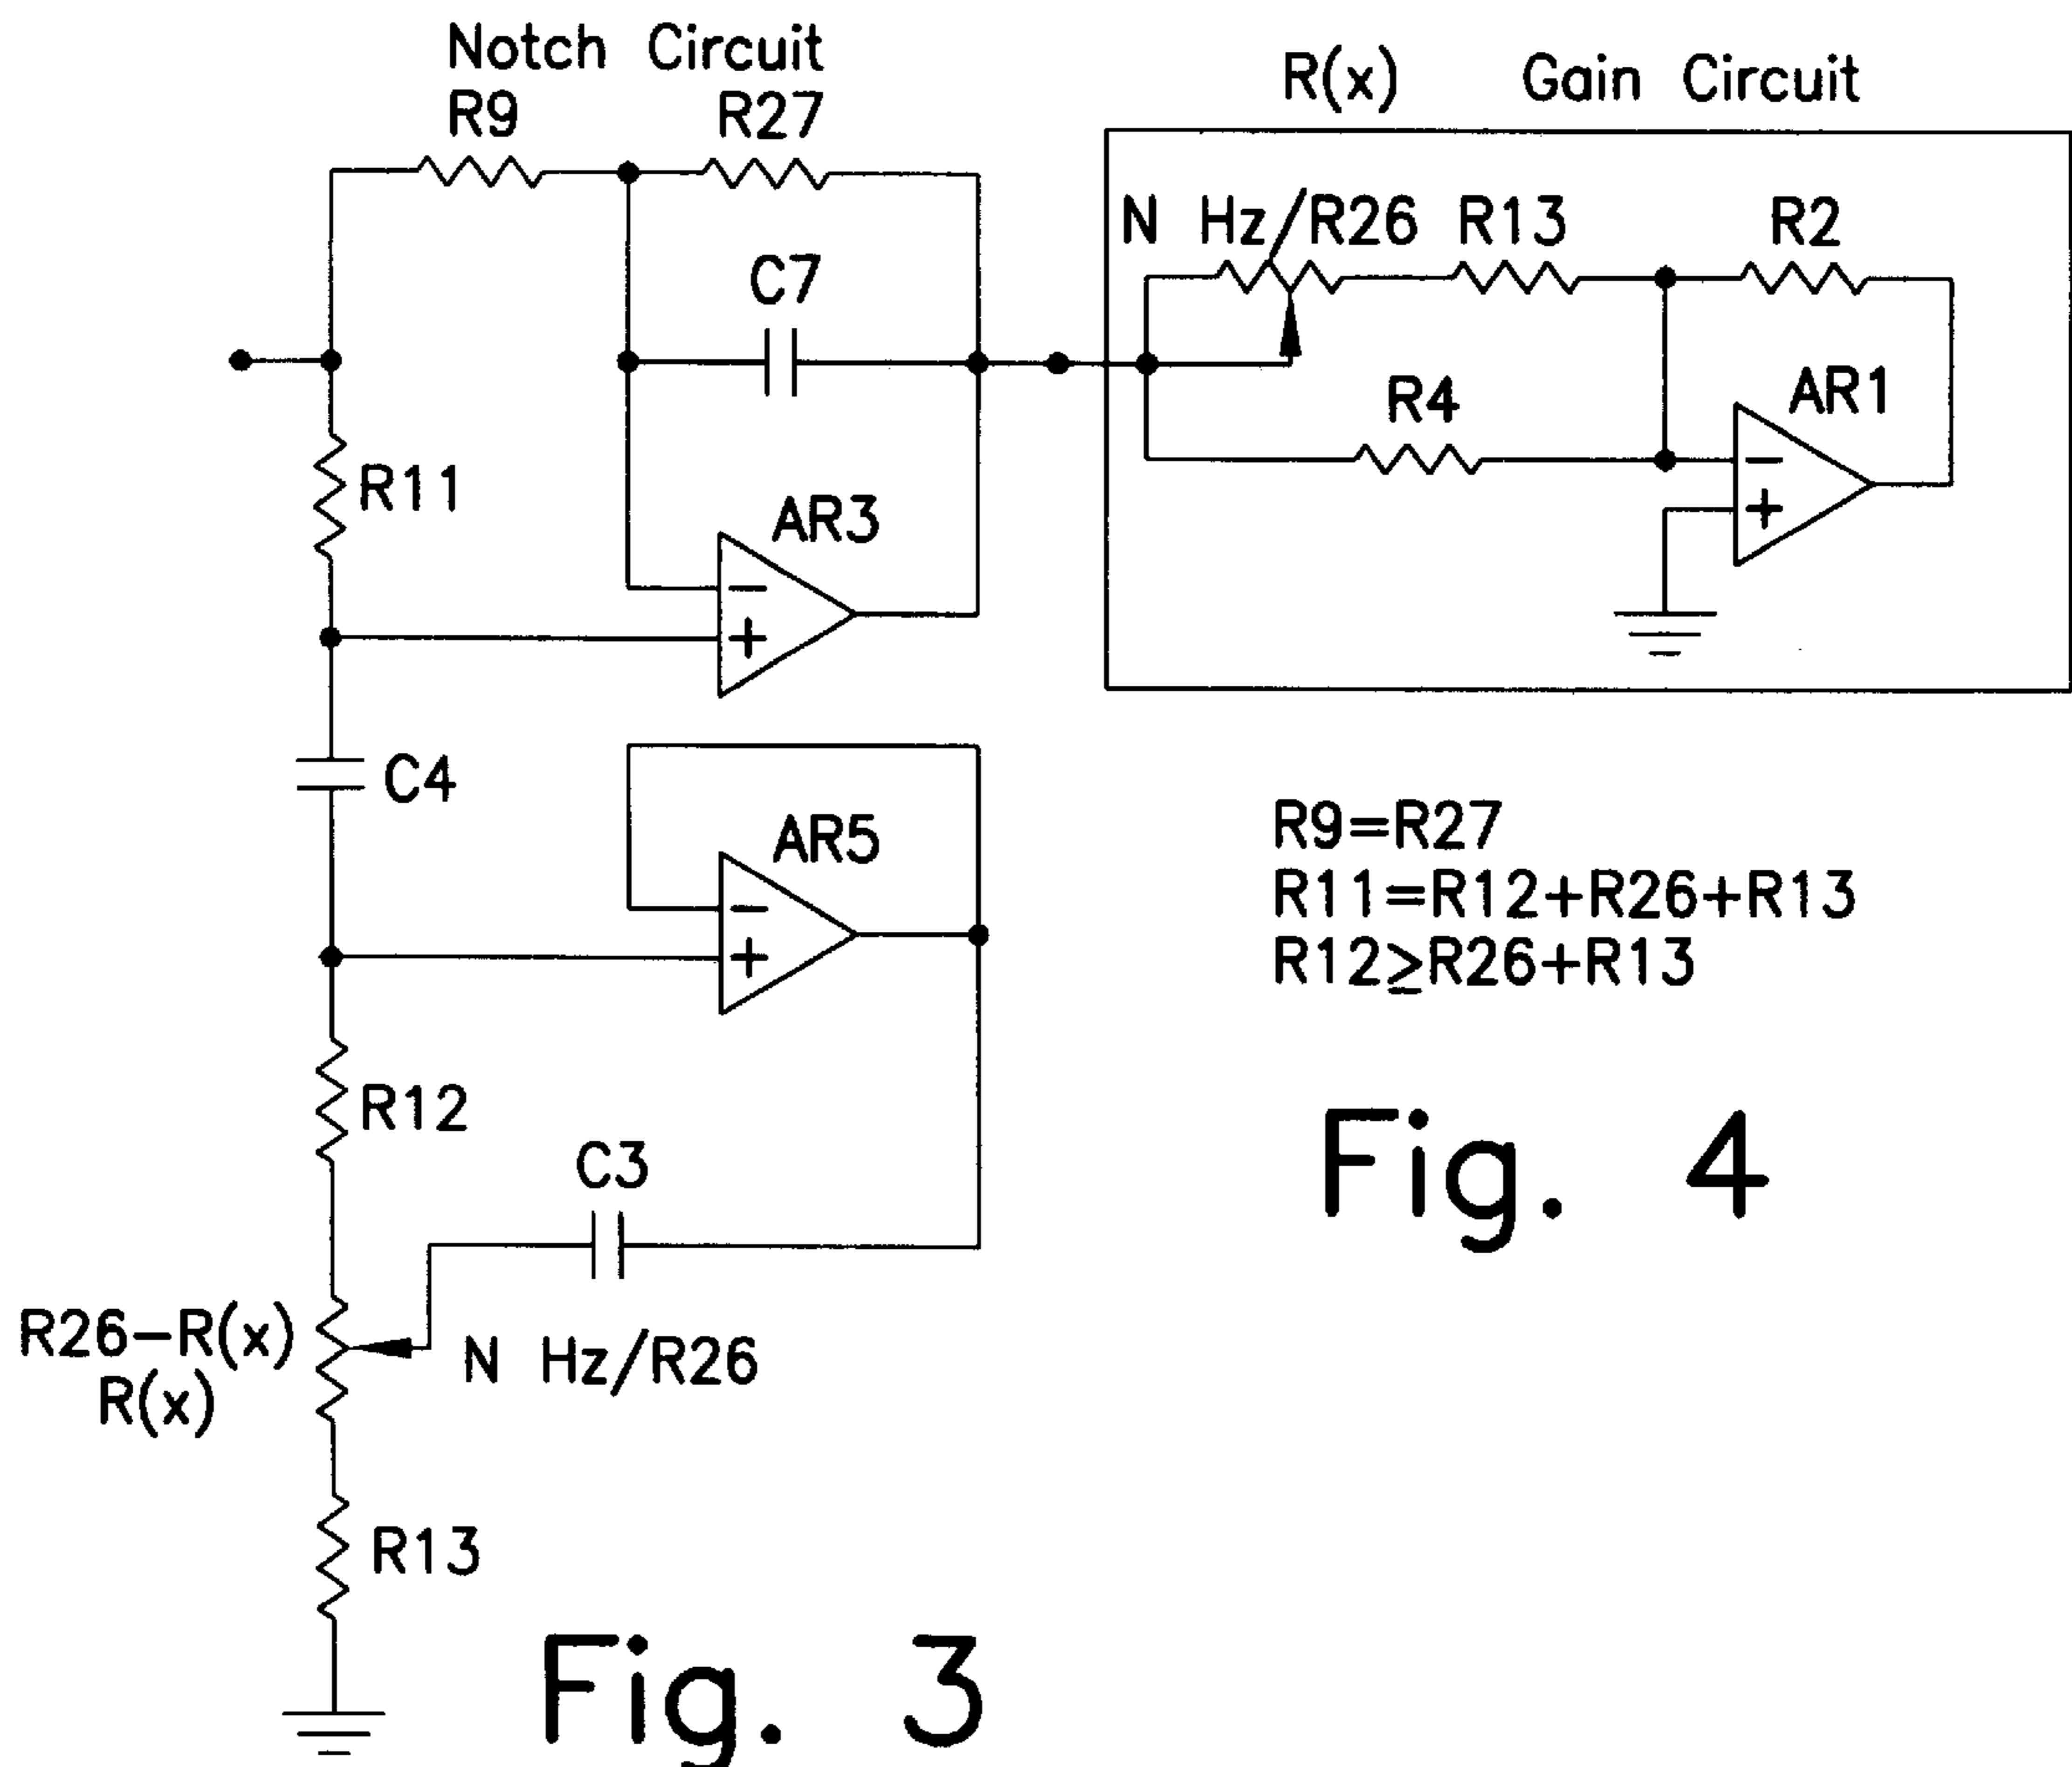 Notch Circuit
R9
R27
C7
R11
AR3
C4
AR5
R12
C3
R26-R(x)
R(x)
N Hz/R26
R13
Fig. 3
R(x) Gain Circuit
N Hz/R26
R13
R2
R4
AR1
R9=R27
R11=R12+R26+R13
R12≥R26+R13
Fig. 4